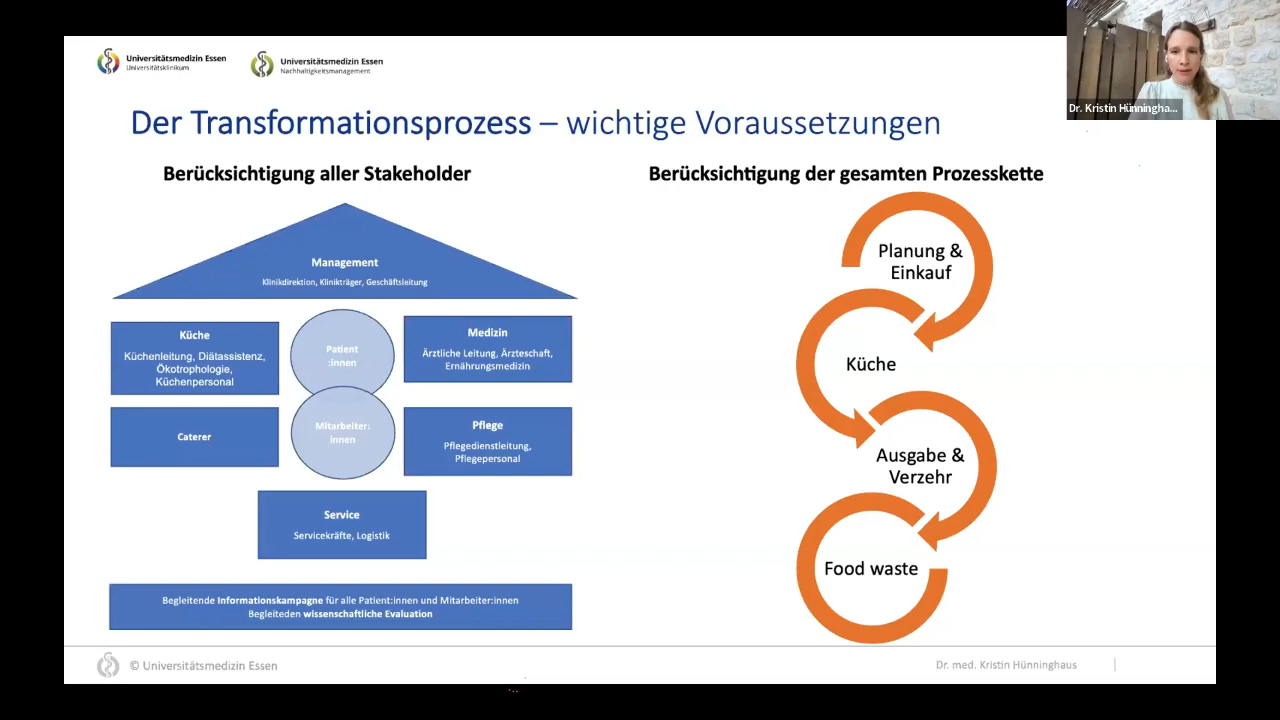 Universitätsmedizin Essen
Universitätsklinikum
Universitätsmedizin Essen
Nachhaltigkeitsmanagement
Dr. Kristin Hünningha...
Der Transformationsprozess – wichtige Voraussetzungen
Berücksichtigung aller Stakeholder
Management
Klinikdirektion, Klinikträger, Geschäftsleitung
Küche
Küchenleitung, Diätassistenz,
Ökotrophologie,
Küchenpersonal
Patient
:innen
Medizin
Ärztliche Leitung, Ärzteschaft,
Ernährungsmedizin
Caterer
Mitarbeiter:
innen
Pflege
Pflegedienstleitung,
Pflegepersonal
Service
Servicekräfte, Logistik
Begleitende Informationskampagne für alle Patient:innen und Mitarbeiter:innen
Begleiteden wissenschaftliche Evaluation
Berücksichtigung der gesamten Prozesskette
Planung &
Einkauf
Küche
Ausgabe &
Verzehr
Food waste
© Universitätsmedizin Essen
Dr. med. Kristin Hünninghaus